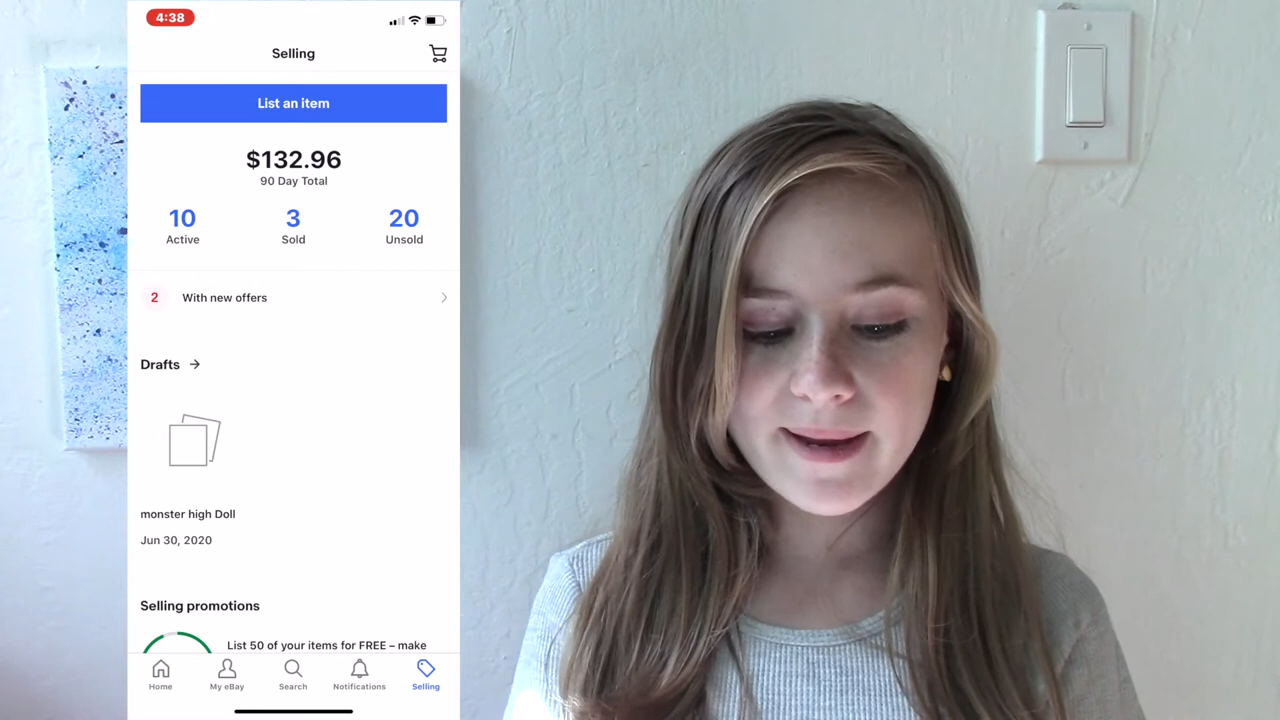 4:38
Selling
List an item
$132.96
90 Day Total
10 3 20
Active Sold Unsold
2 With new offers
Drafts
monster high Doll
Jun 30, 2020
Selling promotions
List 50 of your items for FREE – make
Home My eBay Search Notifications Selling